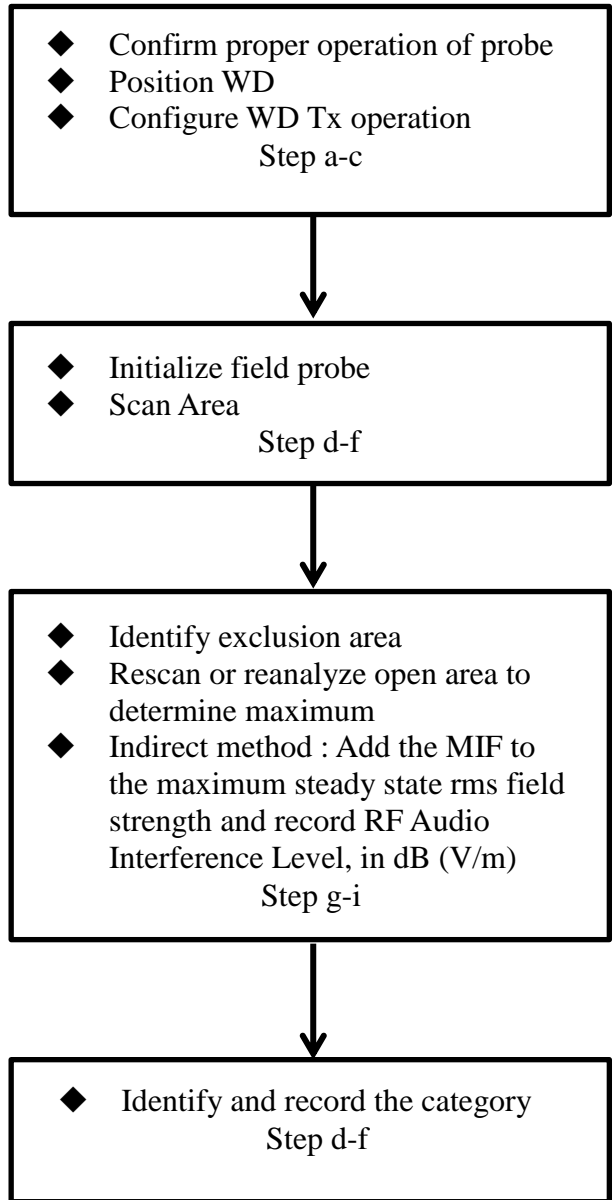 ◆ Confirm proper operation of probe
◆ Position WD
◆ Configure WD Tx operation
Step a-c
◆ Initialize field probe
◆ Scan Area
Step d-f
◆ Identify exclusion area
◆ Rescan or reanalyze open area to
determine maximum
◆ Indirect method : Add the MIF to
the maximum steady state rms field
strength and record RF Audio
Interference Level, in dB (V/m)
Step g-i
◆ Identify and record the category
Step d-f